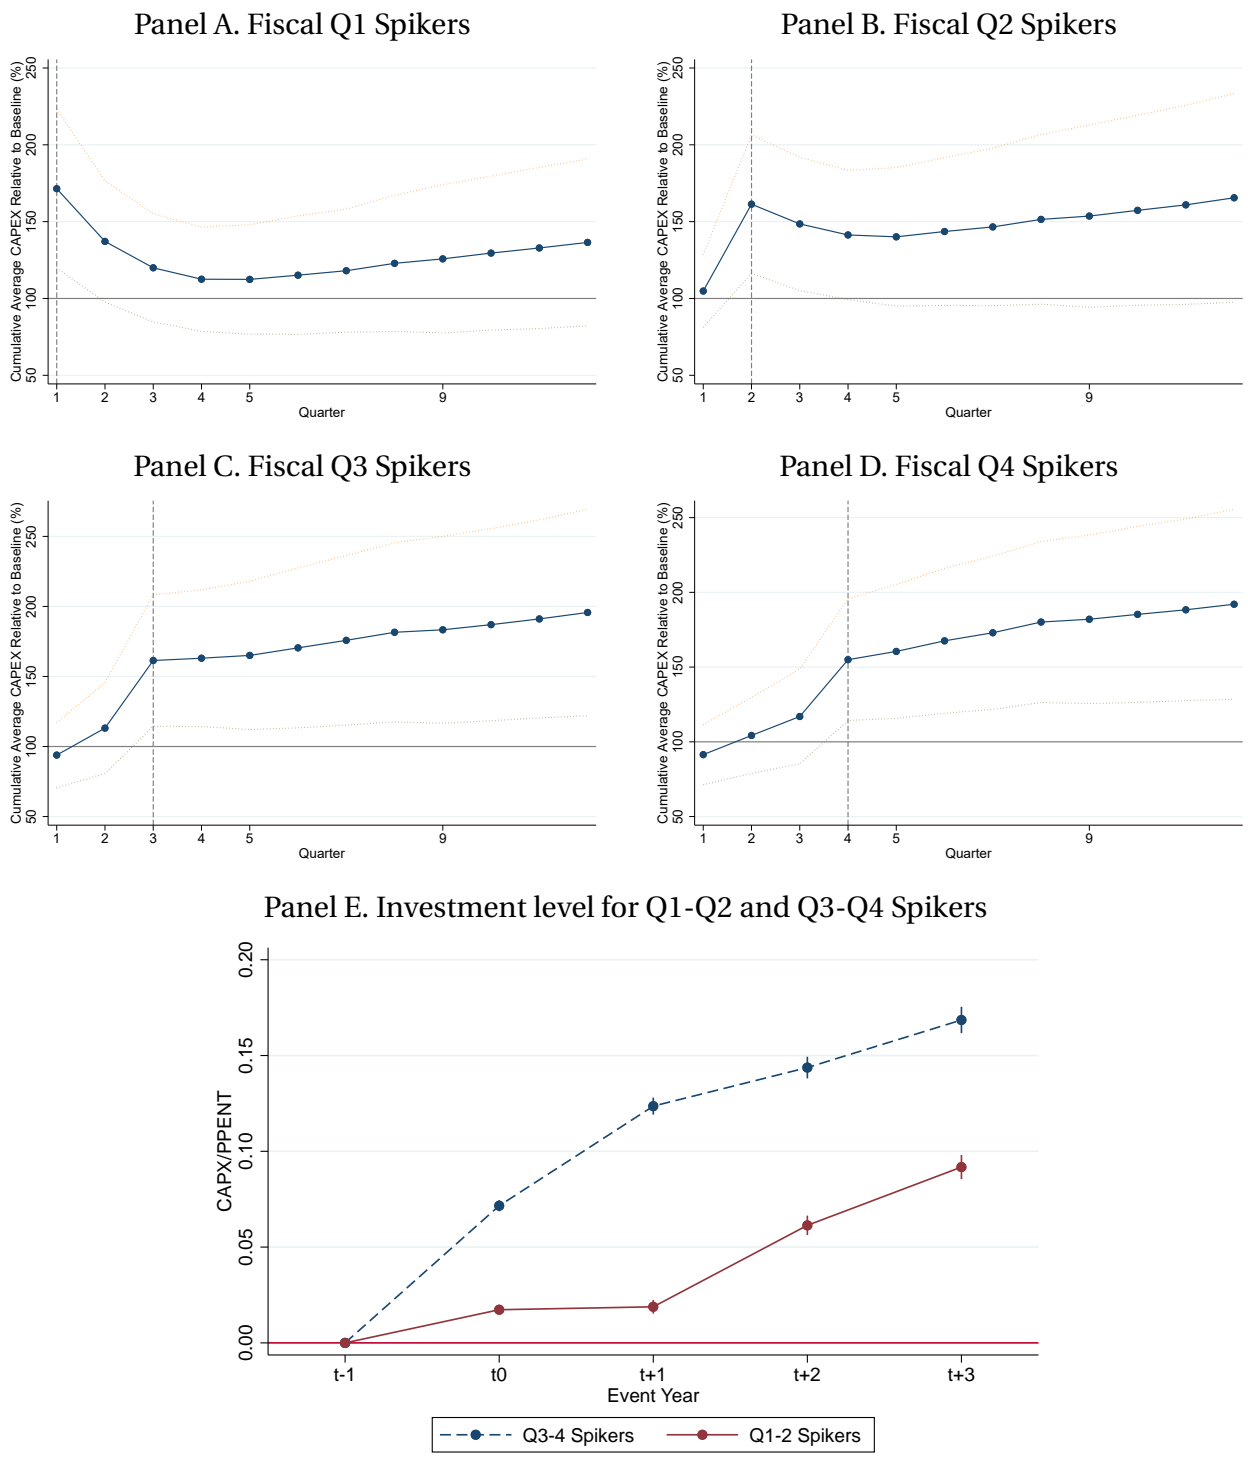 Panel A. Fiscal Q1 Spikers
Cumulative Average CAPEX Relative to Baseline (%)
250
200
150
100
50
1 2 3 4 5 9
Quarter
Panel B. Fiscal Q2 Spikers
Cumulative Average CAPEX Relative to Baseline (%)
250
200
150
100
50
1 2 3 4 5 9
Quarter
Panel C. Fiscal Q3 Spikers
Cumulative Average CAPEX Relative to Baseline (%)
250
200
150
100
50
1 2 3 4 5 9
Quarter
Panel D. Fiscal Q4 Spikers
Cumulative Average CAPEX Relative to Baseline (%)
250
200
150
100
50
1 2 3 4 5 9
Quarter
Panel E. Investment level for Q1-Q2 and Q3-Q4 Spikers
CAPX/PPENT
0.20
0.15
0.10
0.05
0.00
t-1 t0 t+1 t+2 t+3
Event Year
Q3-4 Spikers Q1-2 Spikers